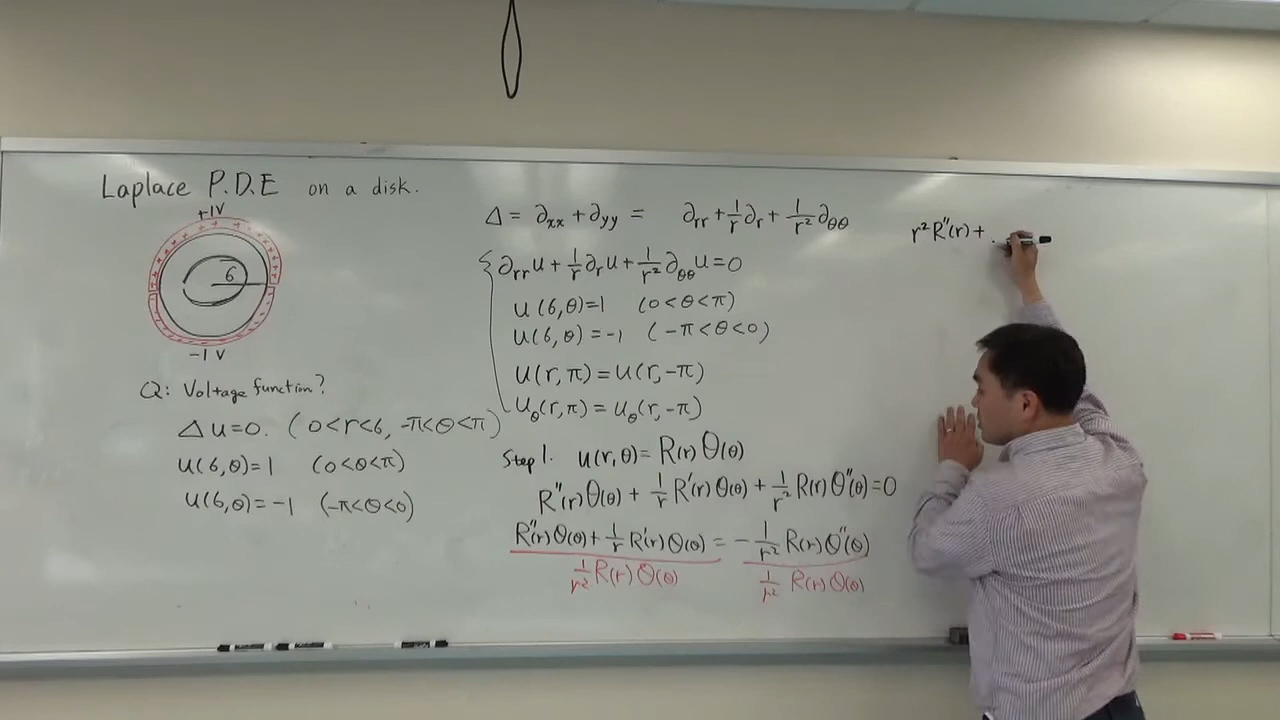 Laplace P.D.E on a disk.
+1V
6
-1V
Q: Voltage function?
Δu=0. (0<r<6, -π<θ<π)
u(6,θ)=1 (0<θ<π)
u(6,θ)=-1 (-π<θ<0)
Δ = ∂xx + ∂yy = ∂rr + 1/r ∂r + 1/r² ∂θθ
∂rr u + 1/r ∂r u + 1/r² ∂θθ u = 0
u(6,θ)=1 (0<θ<π)
u(6,θ)=-1 (-π<θ<0)
u(r,π)=u(r,-π)
uθ(r,π)=uθ(r,-π)
Step 1. u(r,θ)=R(r)Θ(θ)
R''(r)Θ(θ) + 1/r R'(r)Θ(θ) + 1/r² R(r)Θ''(θ)=0
R''(r)Θ(θ) + 1/r R'(r)Θ(θ) = -1/r² R(r)Θ''(θ)
1/r² R(r)Θ(θ) 1/r² R(r)Θ(θ)
r²R''(r)+